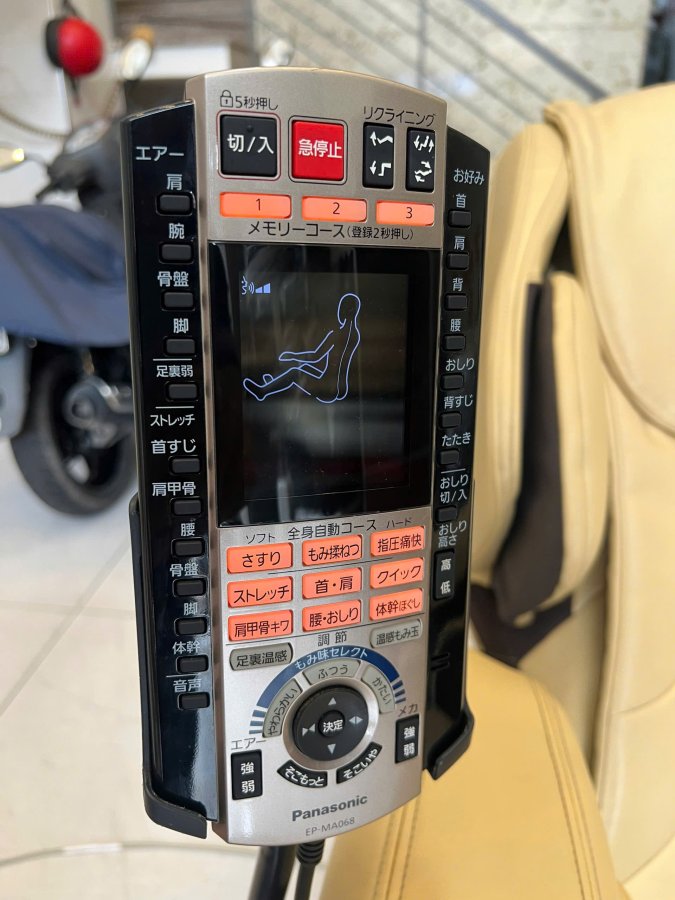 5秒押し
切/入
急停止
リクライニング
1
2
3
メモリーコース(登録2秒押し)
エアー
肩
腕
骨盤
脚
足裏弱
ストレッチ
首すじ
肩甲骨
腰
骨盤
脚
体幹
音声
お好み
首
肩
背
腰
おしり
背すじ
たたき
おしり
切/入
おしり
高さ
高
低
ソフト 全身自動コース ハード
さすり
もみ揉ねつ
指圧痛快
ストレッチ
首・肩
クイック
肩甲骨キワ
腰・おしり
体幹ほぐし
調節
足裏温感
温感もみ玉
もみ味セレクト
やわらかい
ふつう
かたい
決定
エアー
強
弱
メカ
強
弱
そこもっと
そこいや
Panasonic
EP-MA068